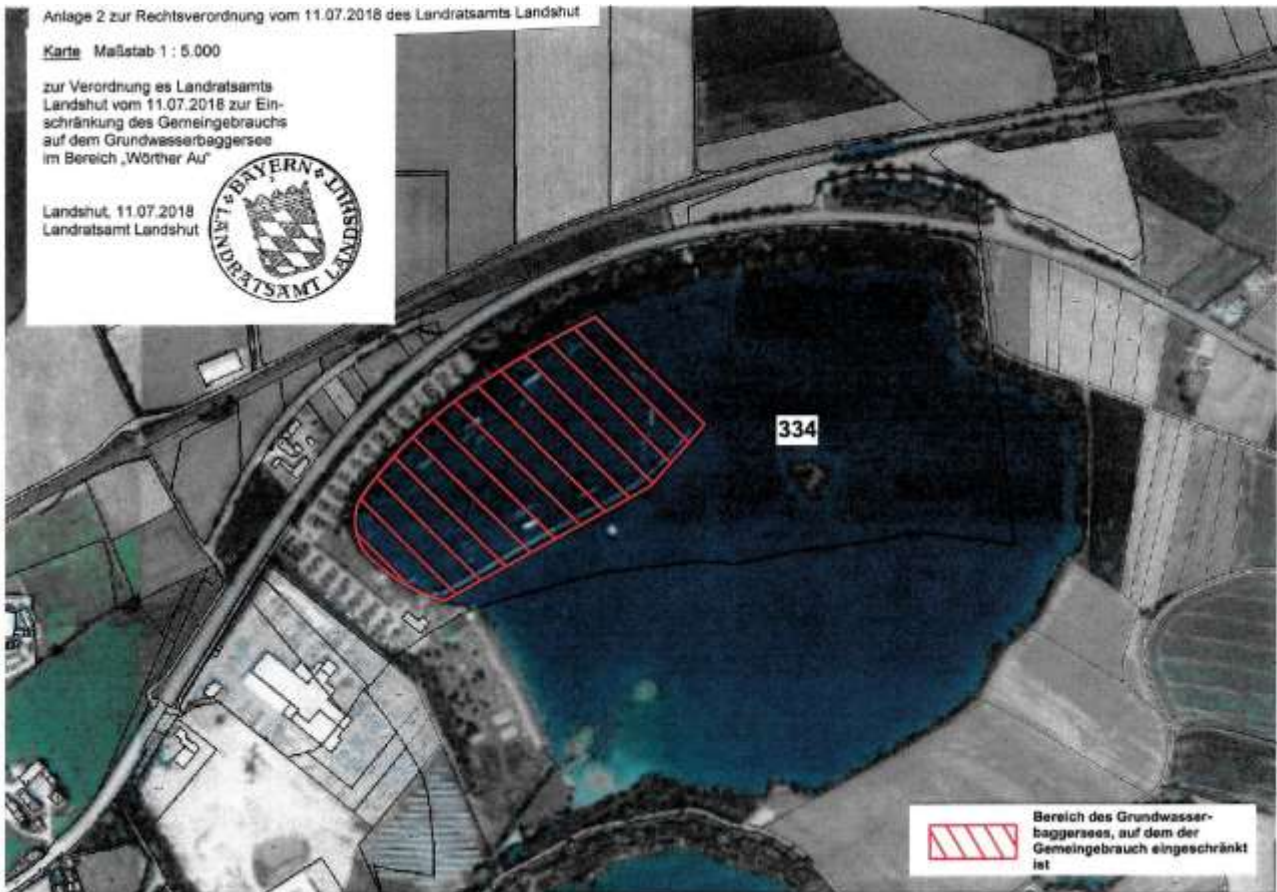 Anlage 2 zur Rechtsverordnung vom 11.07.2018 des Landratsamts Landshut
Karte Maßstab 1 : 5.000
zur Verordnung es Landratsamts
Landshut vom 11.07.2018 zur Ein-
schränkung des Gemeingebrauchs
auf dem Grundwasserbaggersee
im Bereich „Wörther Au"
Landshut, 11.07.2018
Landratsamt Landshut
BAYERN
LANDRATSAMT LANDSHUT
334
Bereich des Grundwasser-
baggersees, auf dem der
Gemeingebrauch eingeschränkt
ist